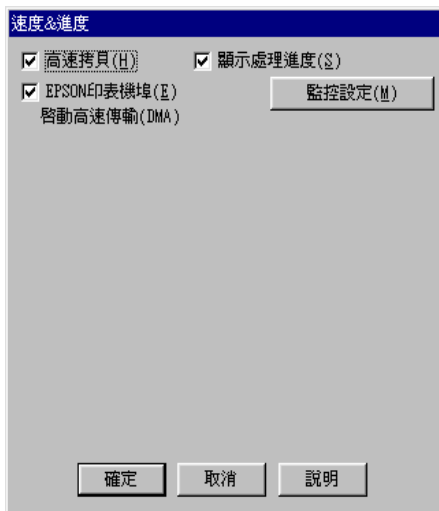 速度&進度
高速拷貝(H) 顯示處理進度(S)
EPSON印表機埠(E) 監控設定(M)
啓動高速傳輸(DMA)
確定 取消 說明